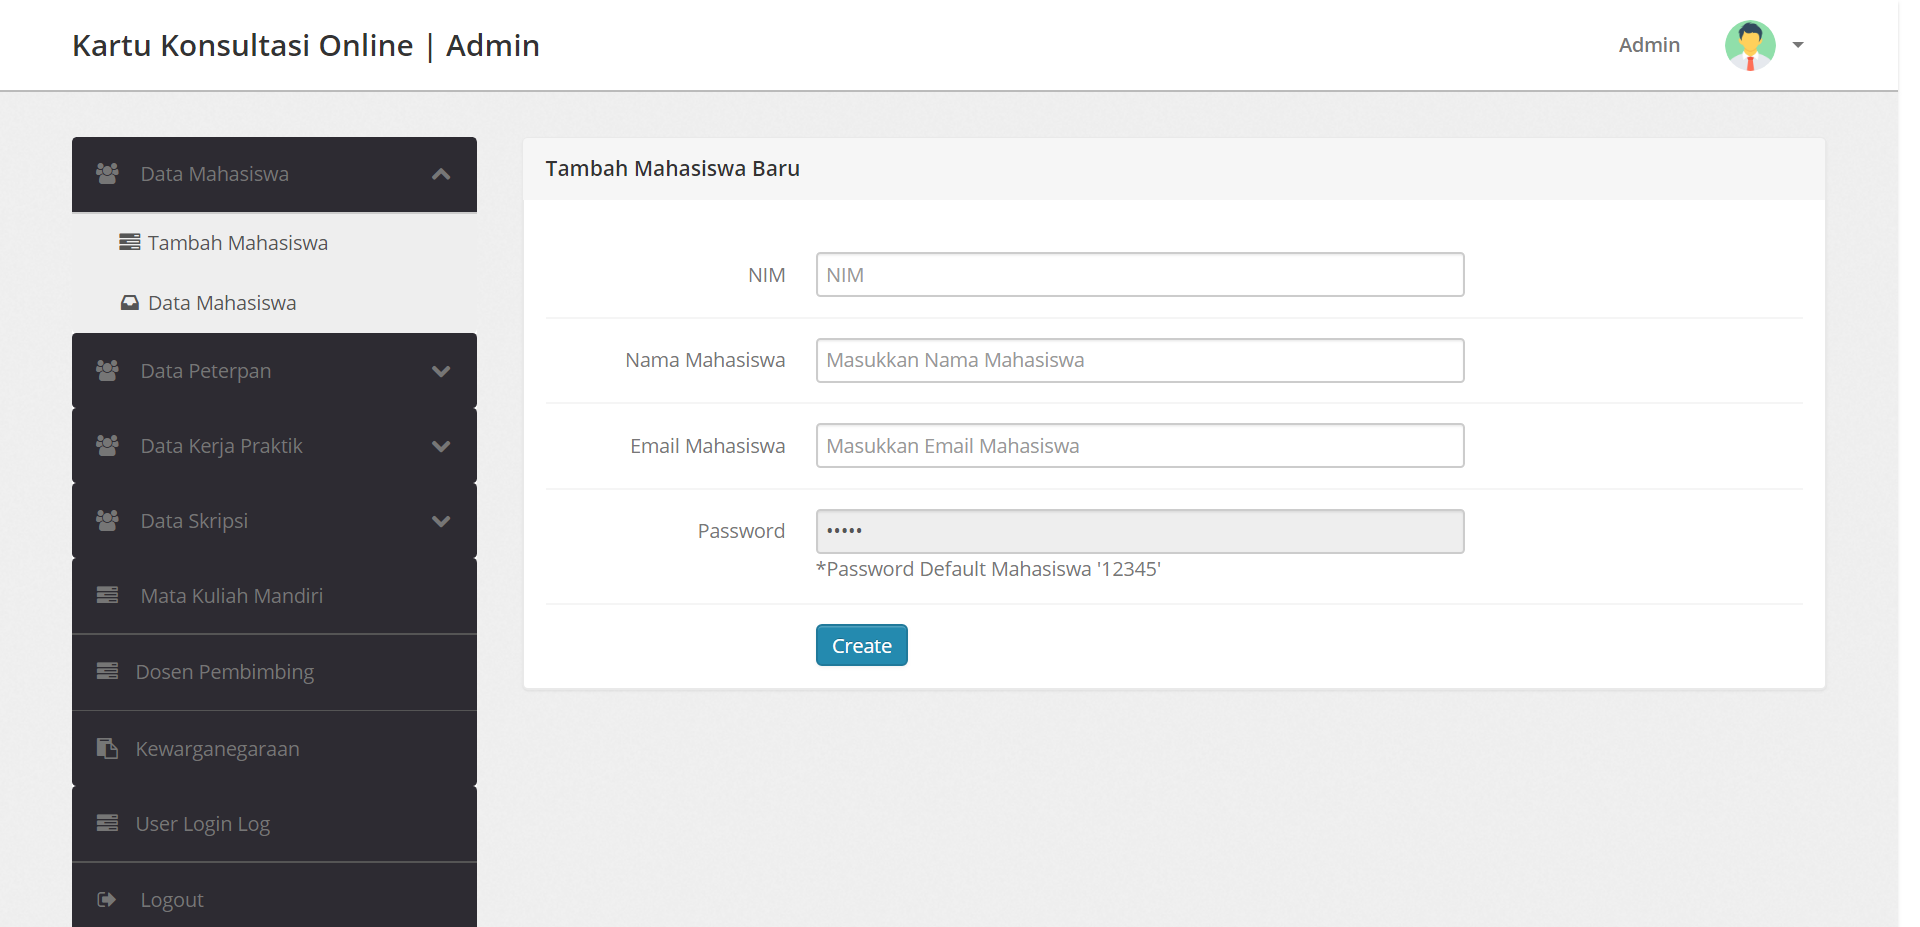 Kartu Konsultasi Online | Admin
Admin
Data Mahasiswa
Tambah Mahasiswa
Data Mahasiswa
Data Peterpan
Data Kerja Praktik
Data Skripsi
Mata Kuliah Mandiri
Dosen Pembimbing
Kewarganegaraan
User Login Log
Logout
Tambah Mahasiswa Baru
NIM NIM
Nama Mahasiswa Masukkan Nama Mahasiswa
Email Mahasiswa Masukkan Email Mahasiswa
Password •••••
*Password Default Mahasiswa '12345'
Create